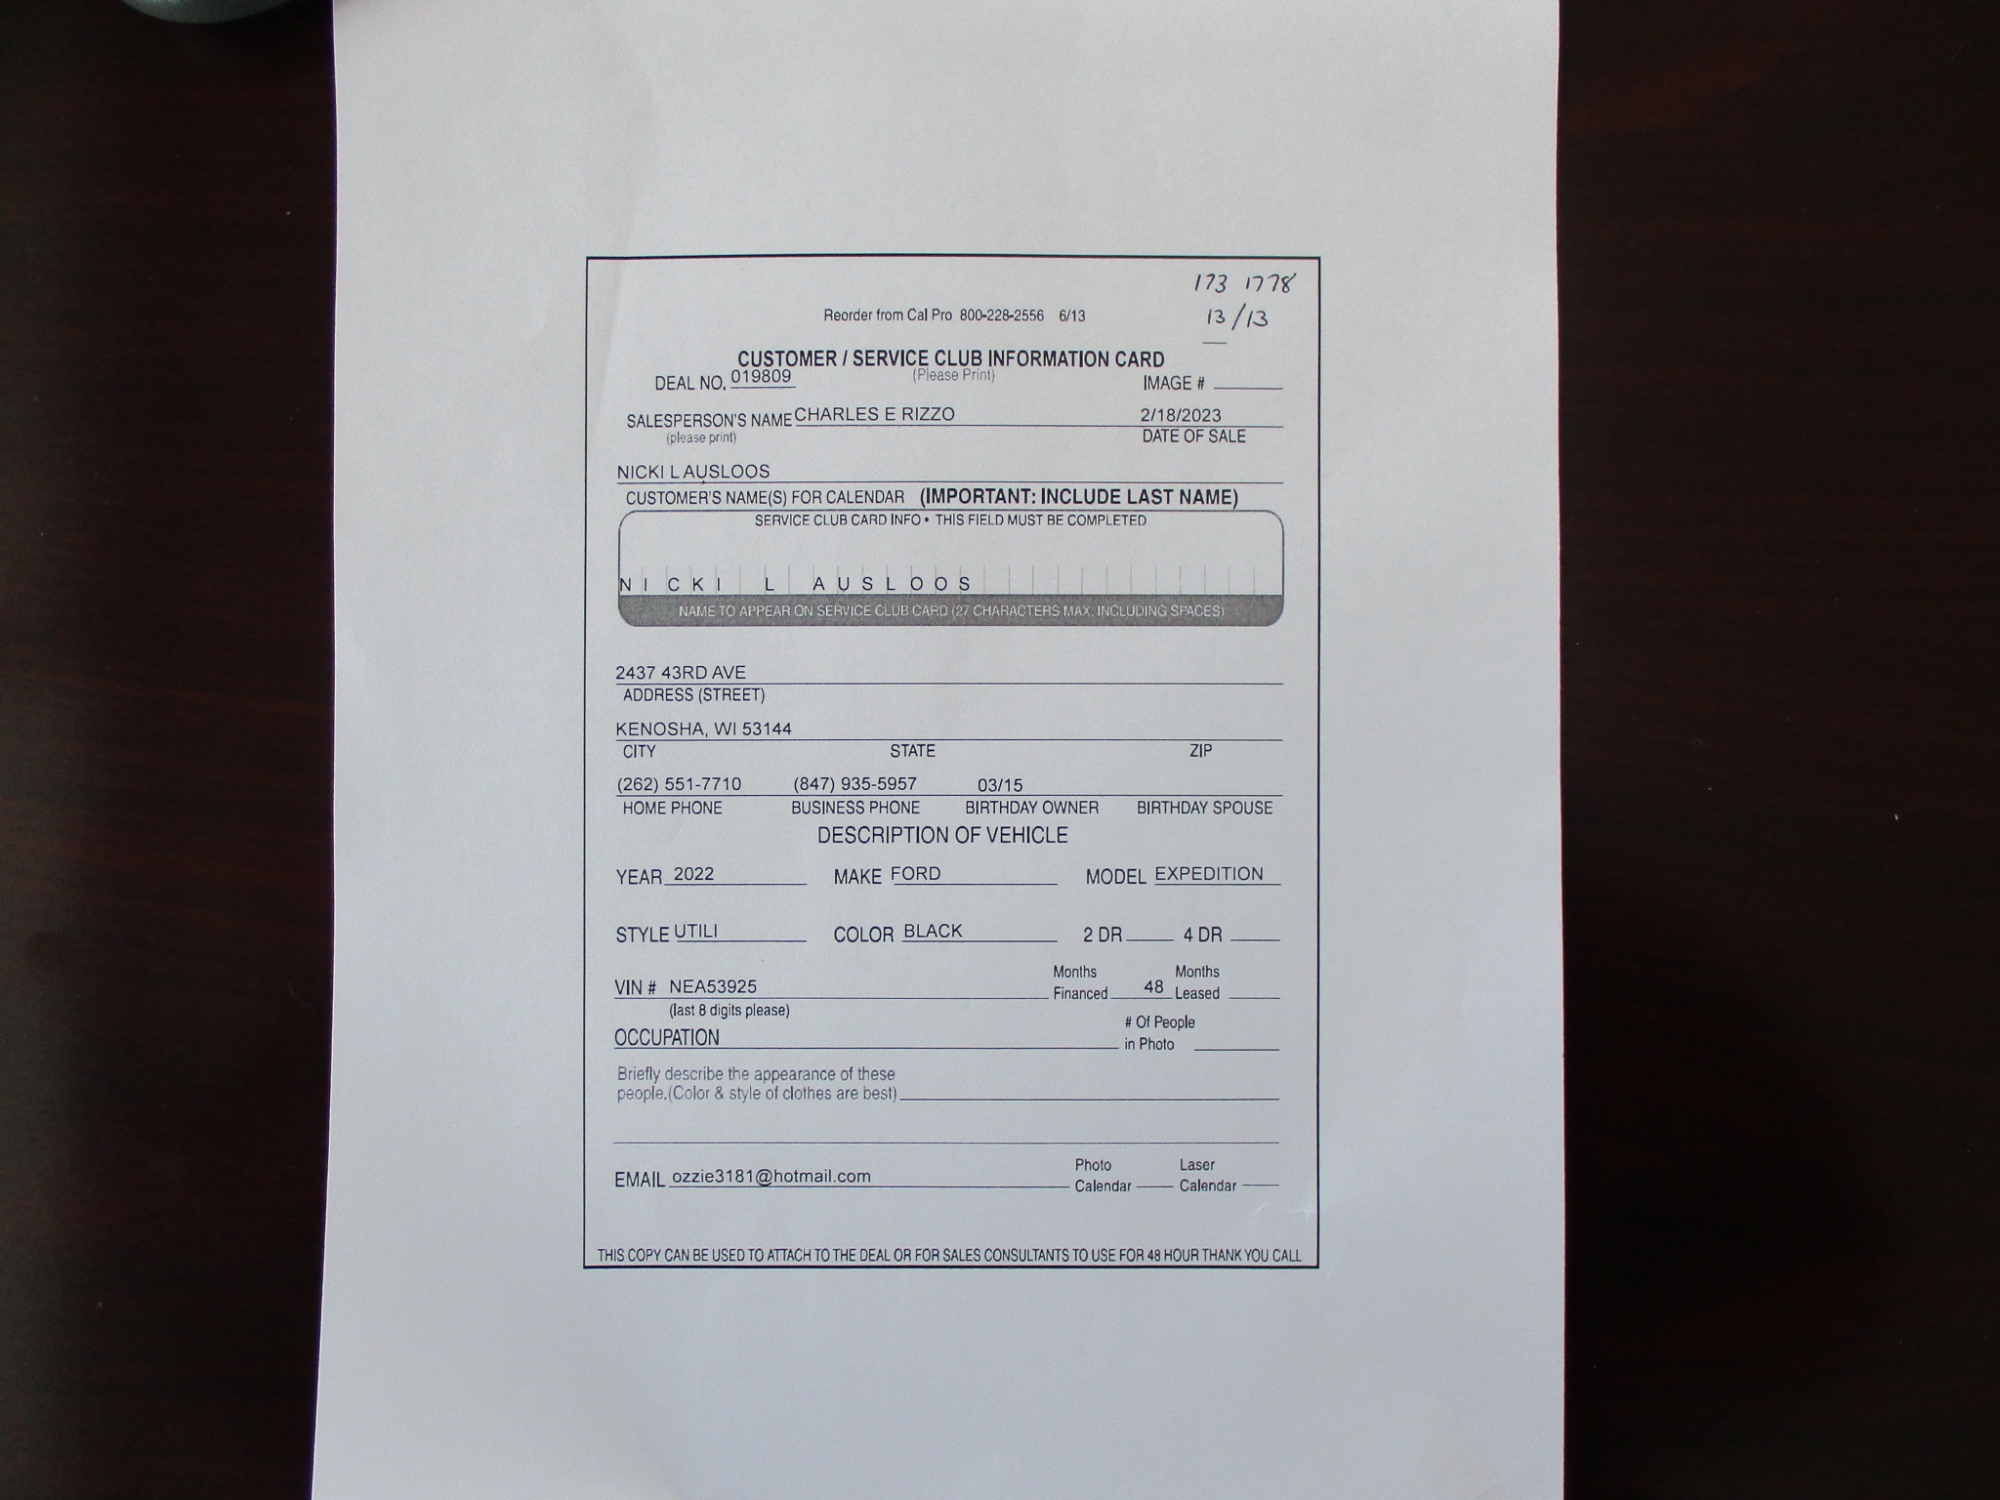 173 1778
Reorder from Cal Pro 800-228-2556 6/13
13/13
CUSTOMER / SERVICE CLUB INFORMATION CARD
DEAL NO. 019809 (Please Print) IMAGE #
SALESPERSON'S NAME CHARLES E RIZZO 2/18/2023
(please print) DATE OF SALE
NICKI L AUSLOOS
CUSTOMER'S NAME(S) FOR CALENDAR (IMPORTANT: INCLUDE LAST NAME)
SERVICE CLUB CARD INFO • THIS FIELD MUST BE COMPLETED
NICKI L AUSLOOS
NAME TO APPEAR ON SERVICE CLUB CARD (27 CHARACTERS MAX. INCLUDING SPACES)
2437 43RD AVE
ADDRESS (STREET)
KENOSHA, WI 53144
CITY STATE ZIP
(262) 551-7710 (847) 935-5957 03/15
HOME PHONE BUSINESS PHONE BIRTHDAY OWNER BIRTHDAY SPOUSE
DESCRIPTION OF VEHICLE
YEAR 2022 MAKE FORD MODEL EXPEDITION
STYLE UTILI COLOR BLACK 2 DR 4 DR
VIN # NEA53925 Months Financed 48 Months Leased
(last 8 digits please)
OCCUPATION # Of People in Photo
Briefly describe the appearance of these
people.(Color & style of clothes are best)
EMAIL ozzie3181@hotmail.com Photo Calendar Laser Calendar
THIS COPY CAN BE USED TO ATTACH TO THE DEAL OR FOR SALES CONSULTANTS TO USE FOR 48 HOUR THANK YOU CALL